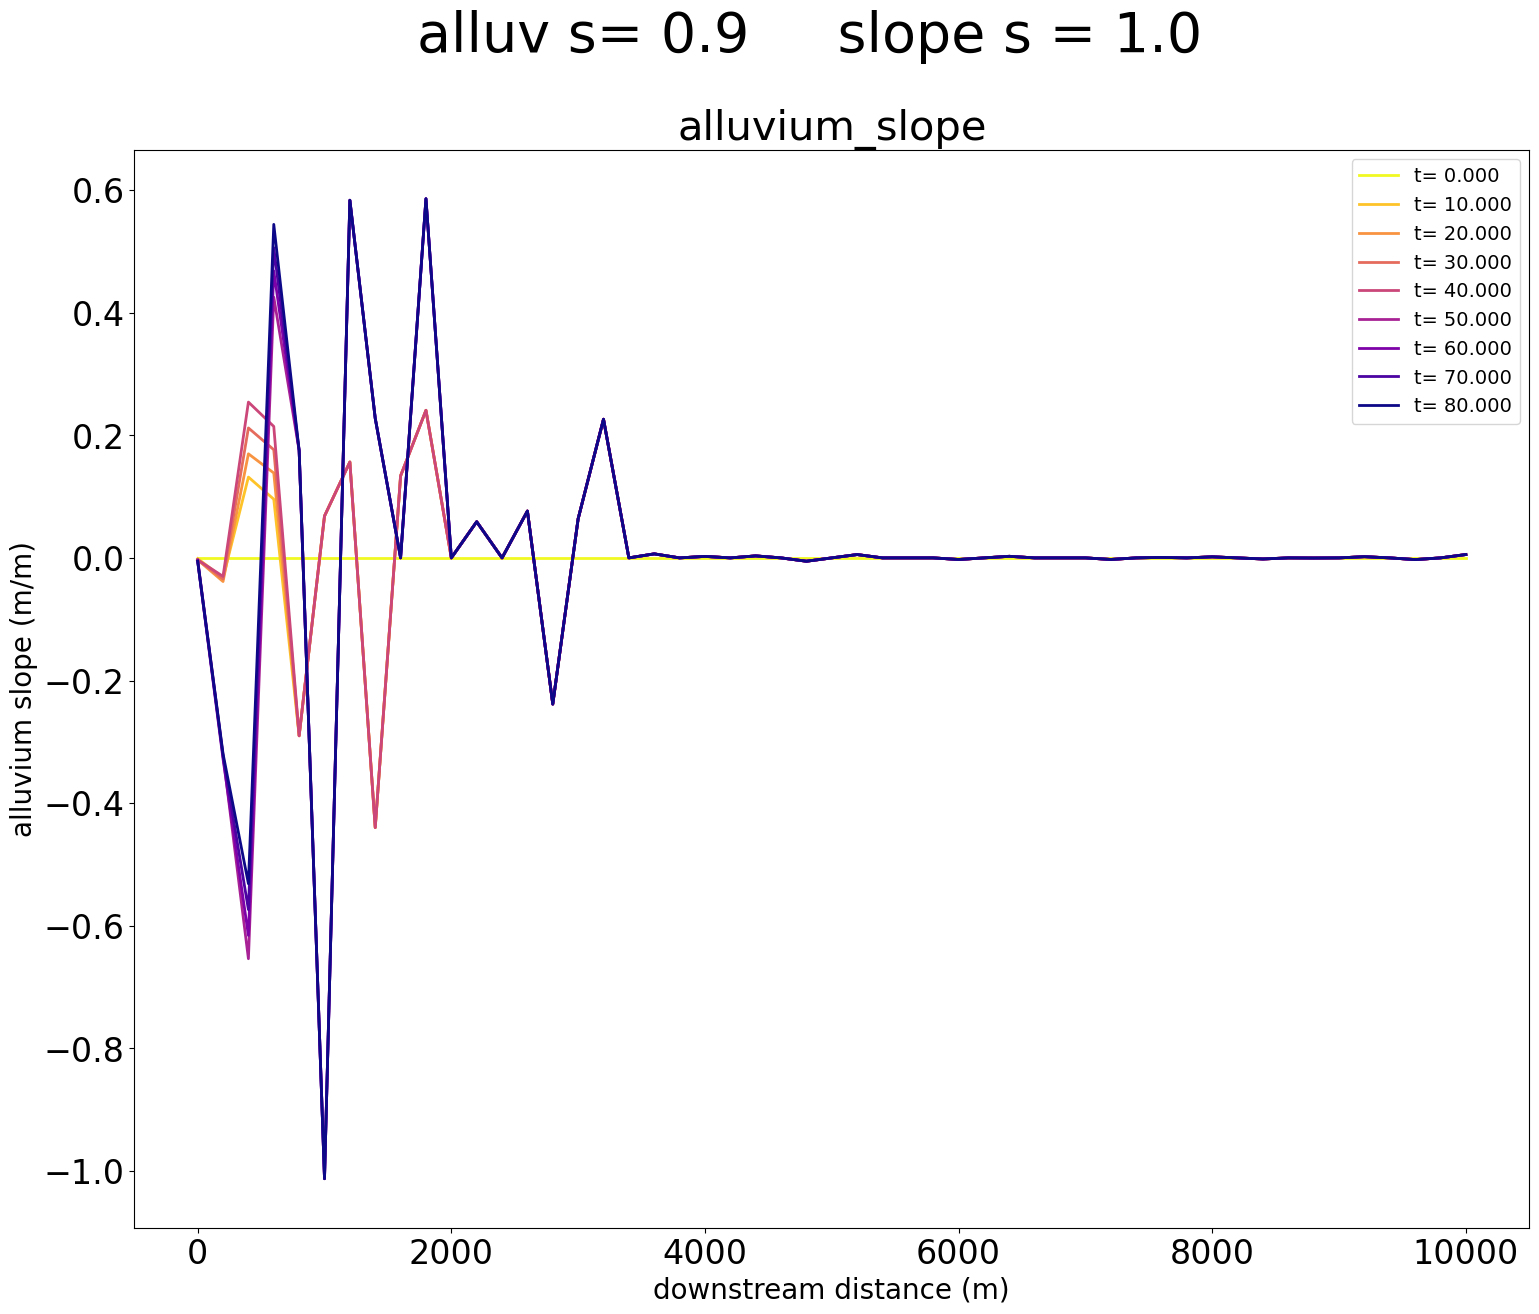 alluv s= 0.9     slope s = 1.0
alluvium_slope
0.6
0.4
0.2
0.0
−0.2
−0.4
−0.6
−0.8
−1.0
alluvium slope (m/m)
t= 0.000
t= 10.000
t= 20.000
t= 30.000
t= 40.000
t= 50.000
t= 60.000
t= 70.000
t= 80.000
0 2000 4000 6000 8000 10000
downstream distance (m)